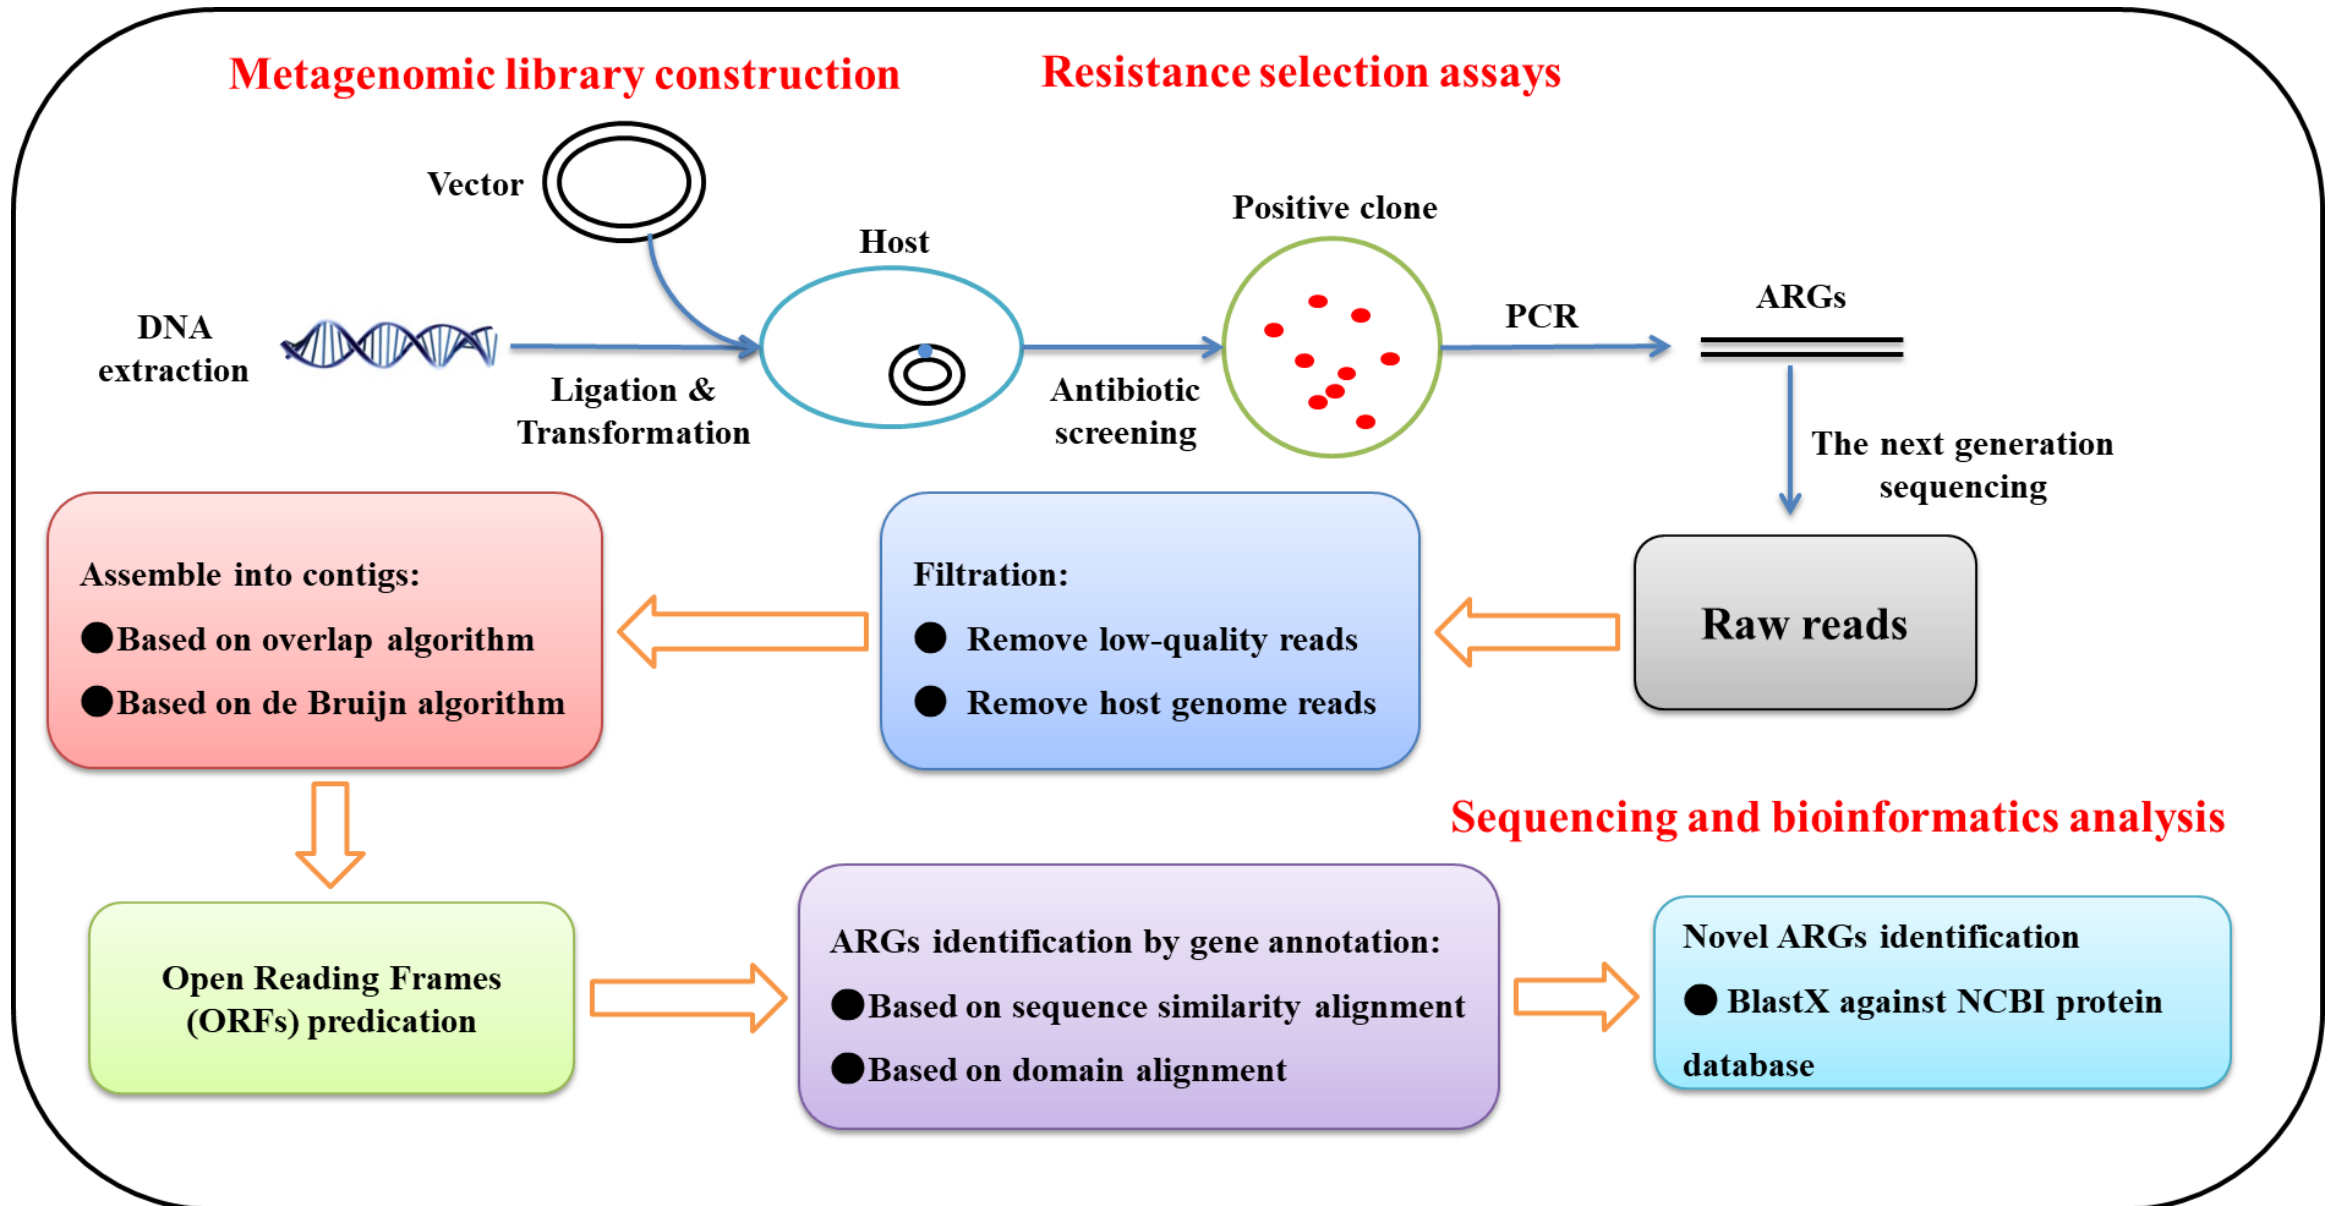 Metagenomic library construction
Resistance selection assays
Vector
Host
Positive clone
DNA
extraction
Ligation &
Transformation
Antibiotic
screening
PCR
ARGs
The next generation
sequencing
Raw reads
Filtration:
● Remove low-quality reads
● Remove host genome reads
Assemble into contigs:
●Based on overlap algorithm
●Based on de Bruijn algorithm
Sequencing and bioinformatics analysis
Open Reading Frames
(ORFs) predication
ARGs identification by gene annotation:
●Based on sequence similarity alignment
●Based on domain alignment
Novel ARGs identification
● BlastX against NCBI protein
database